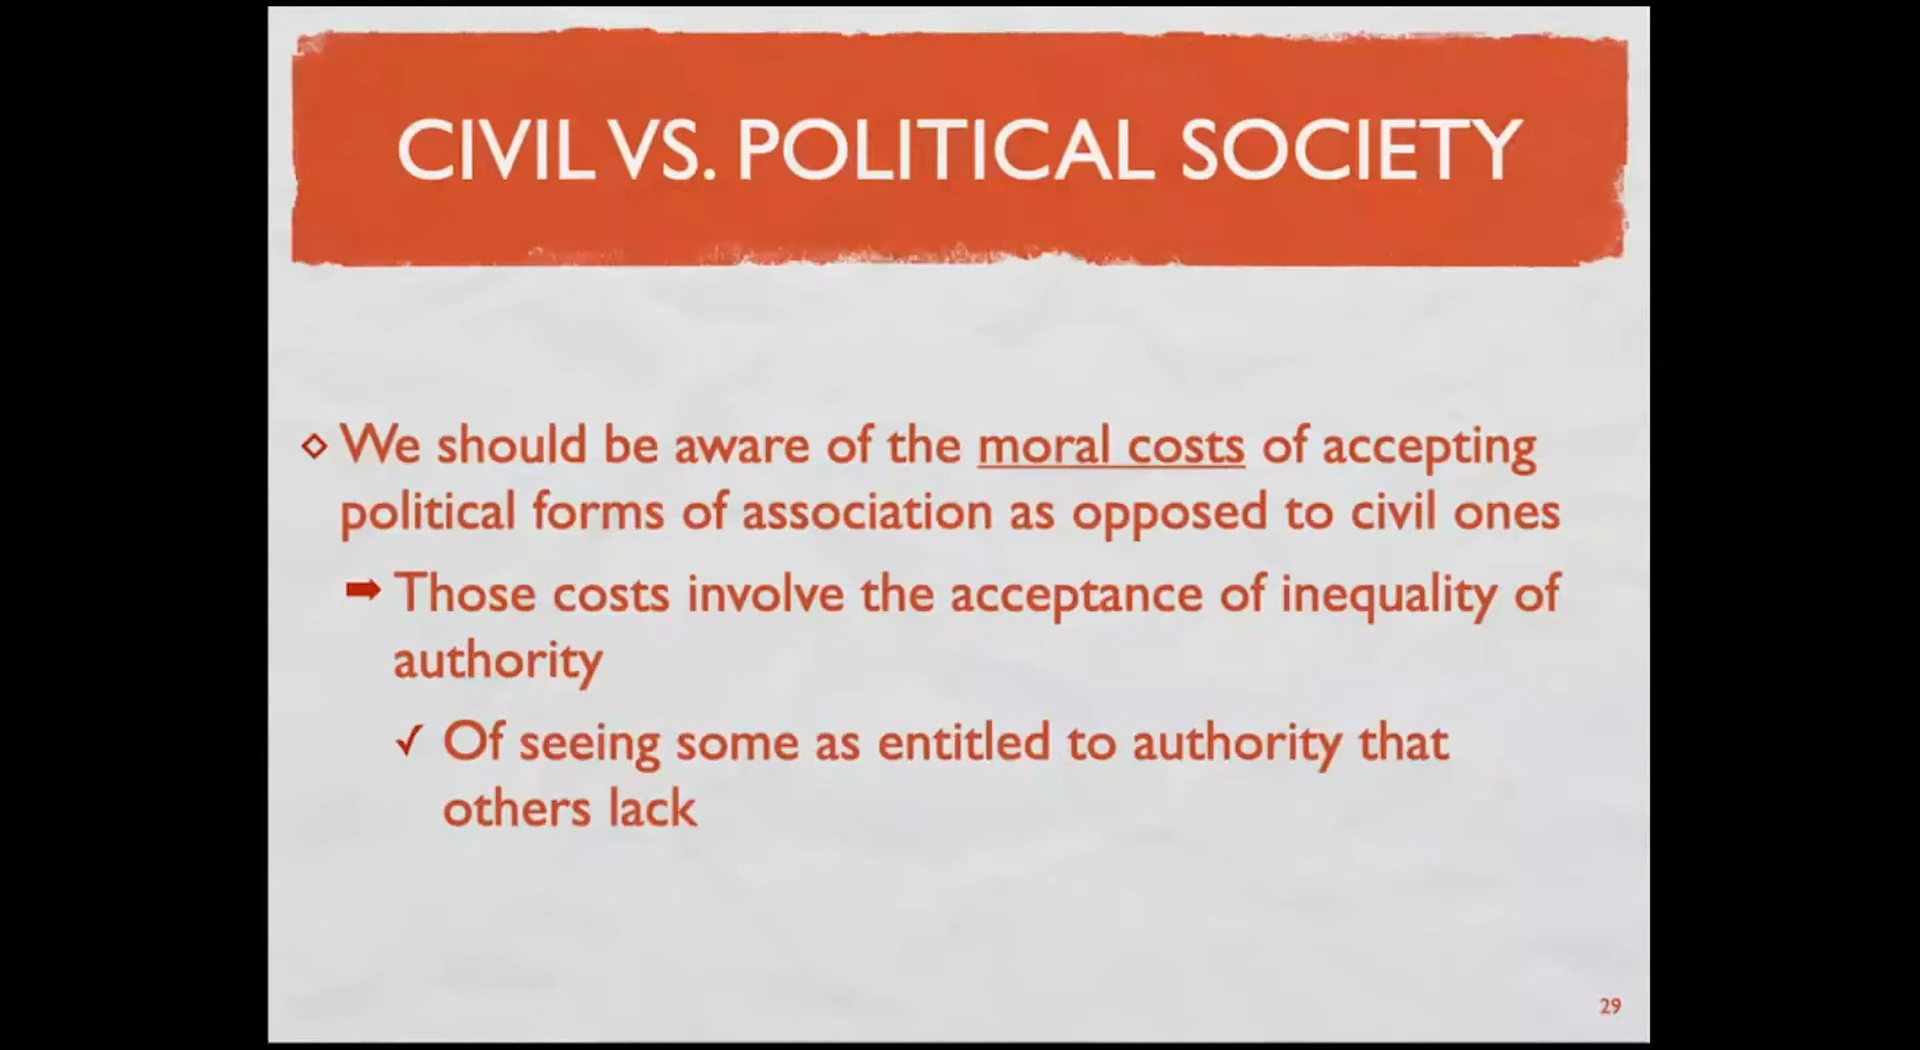 CIVIL VS. POLITICAL SOCIETY
We should be aware of the moral costs of accepting
political forms of association as opposed to civil ones
Those costs involve the acceptance of inequality of
authority
Of seeing some as entitled to authority that
others lack
29